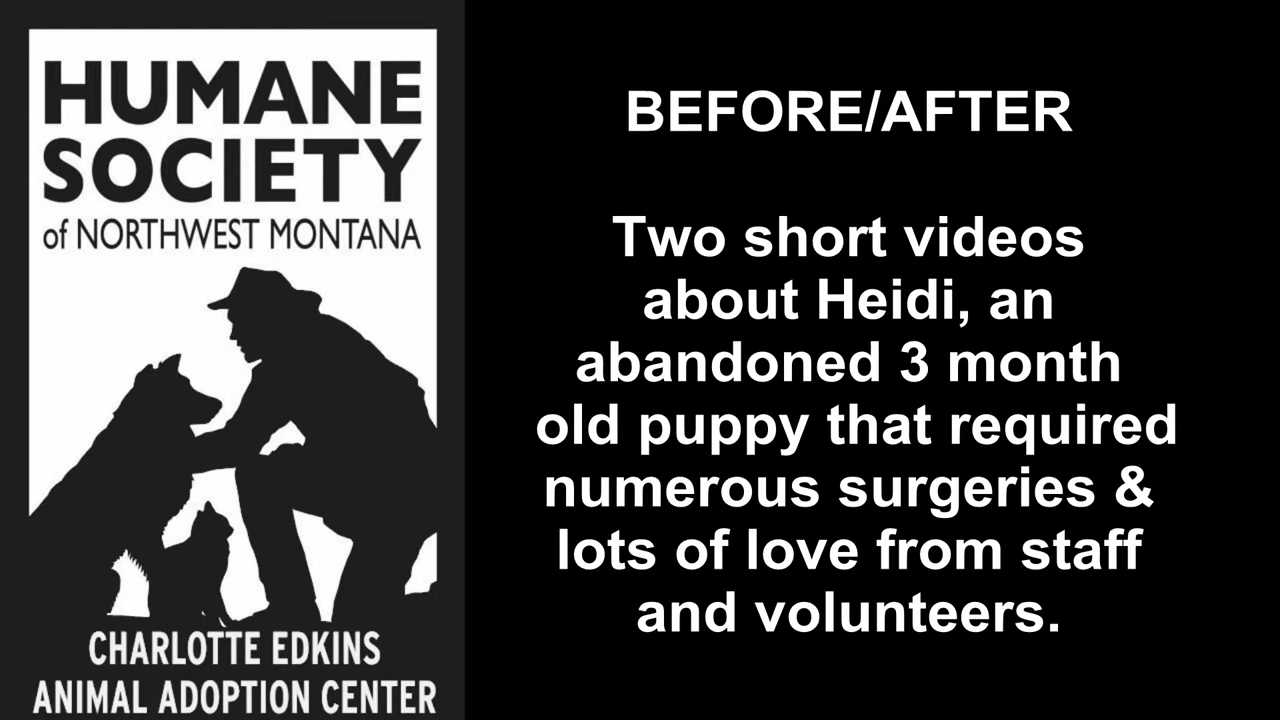 HUMANE
SOCIETY
of NORTHWEST MONTANA
CHARLOTTE EDKINS
ANIMAL ADOPTION CENTER
BEFORE/AFTER
Two short videos
about Heidi, an
abandoned 3 month
old puppy that required
numerous surgeries &
lots of love from staff
and volunteers.